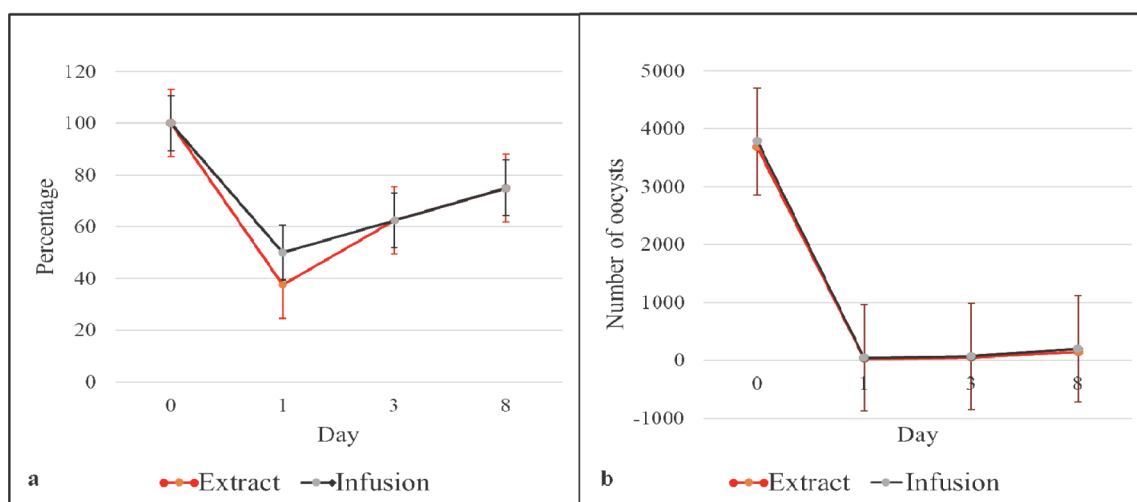 120
100
80
60
40
20
0
Percentage
0 1 3 8
Day
a Extract Infusion
5000
4000
3000
2000
1000
0
-1000
Number of oocysts
0 1 3 8
Day
b Extract Infusion